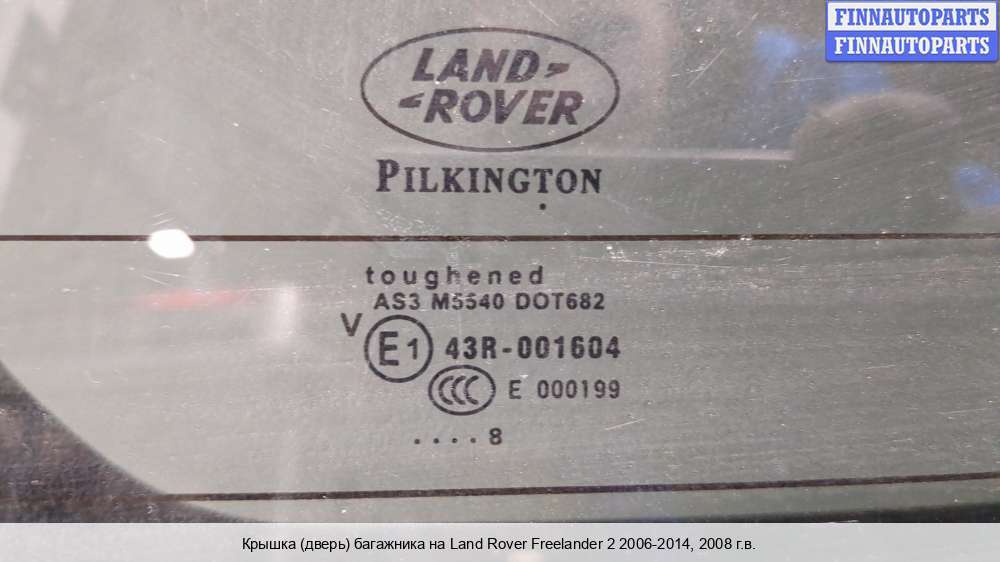 FINNAUTOPARTS
FINNAUTOPARTS
LAND
ROVER
PILKINGTON
toughened
AS3 M5540 DOT682
V
E1 43R-001604
CCC E 000199
....8
Крышка (дверь) багажника на Land Rover Freelander 2 2006-2014, 2008 г.в.